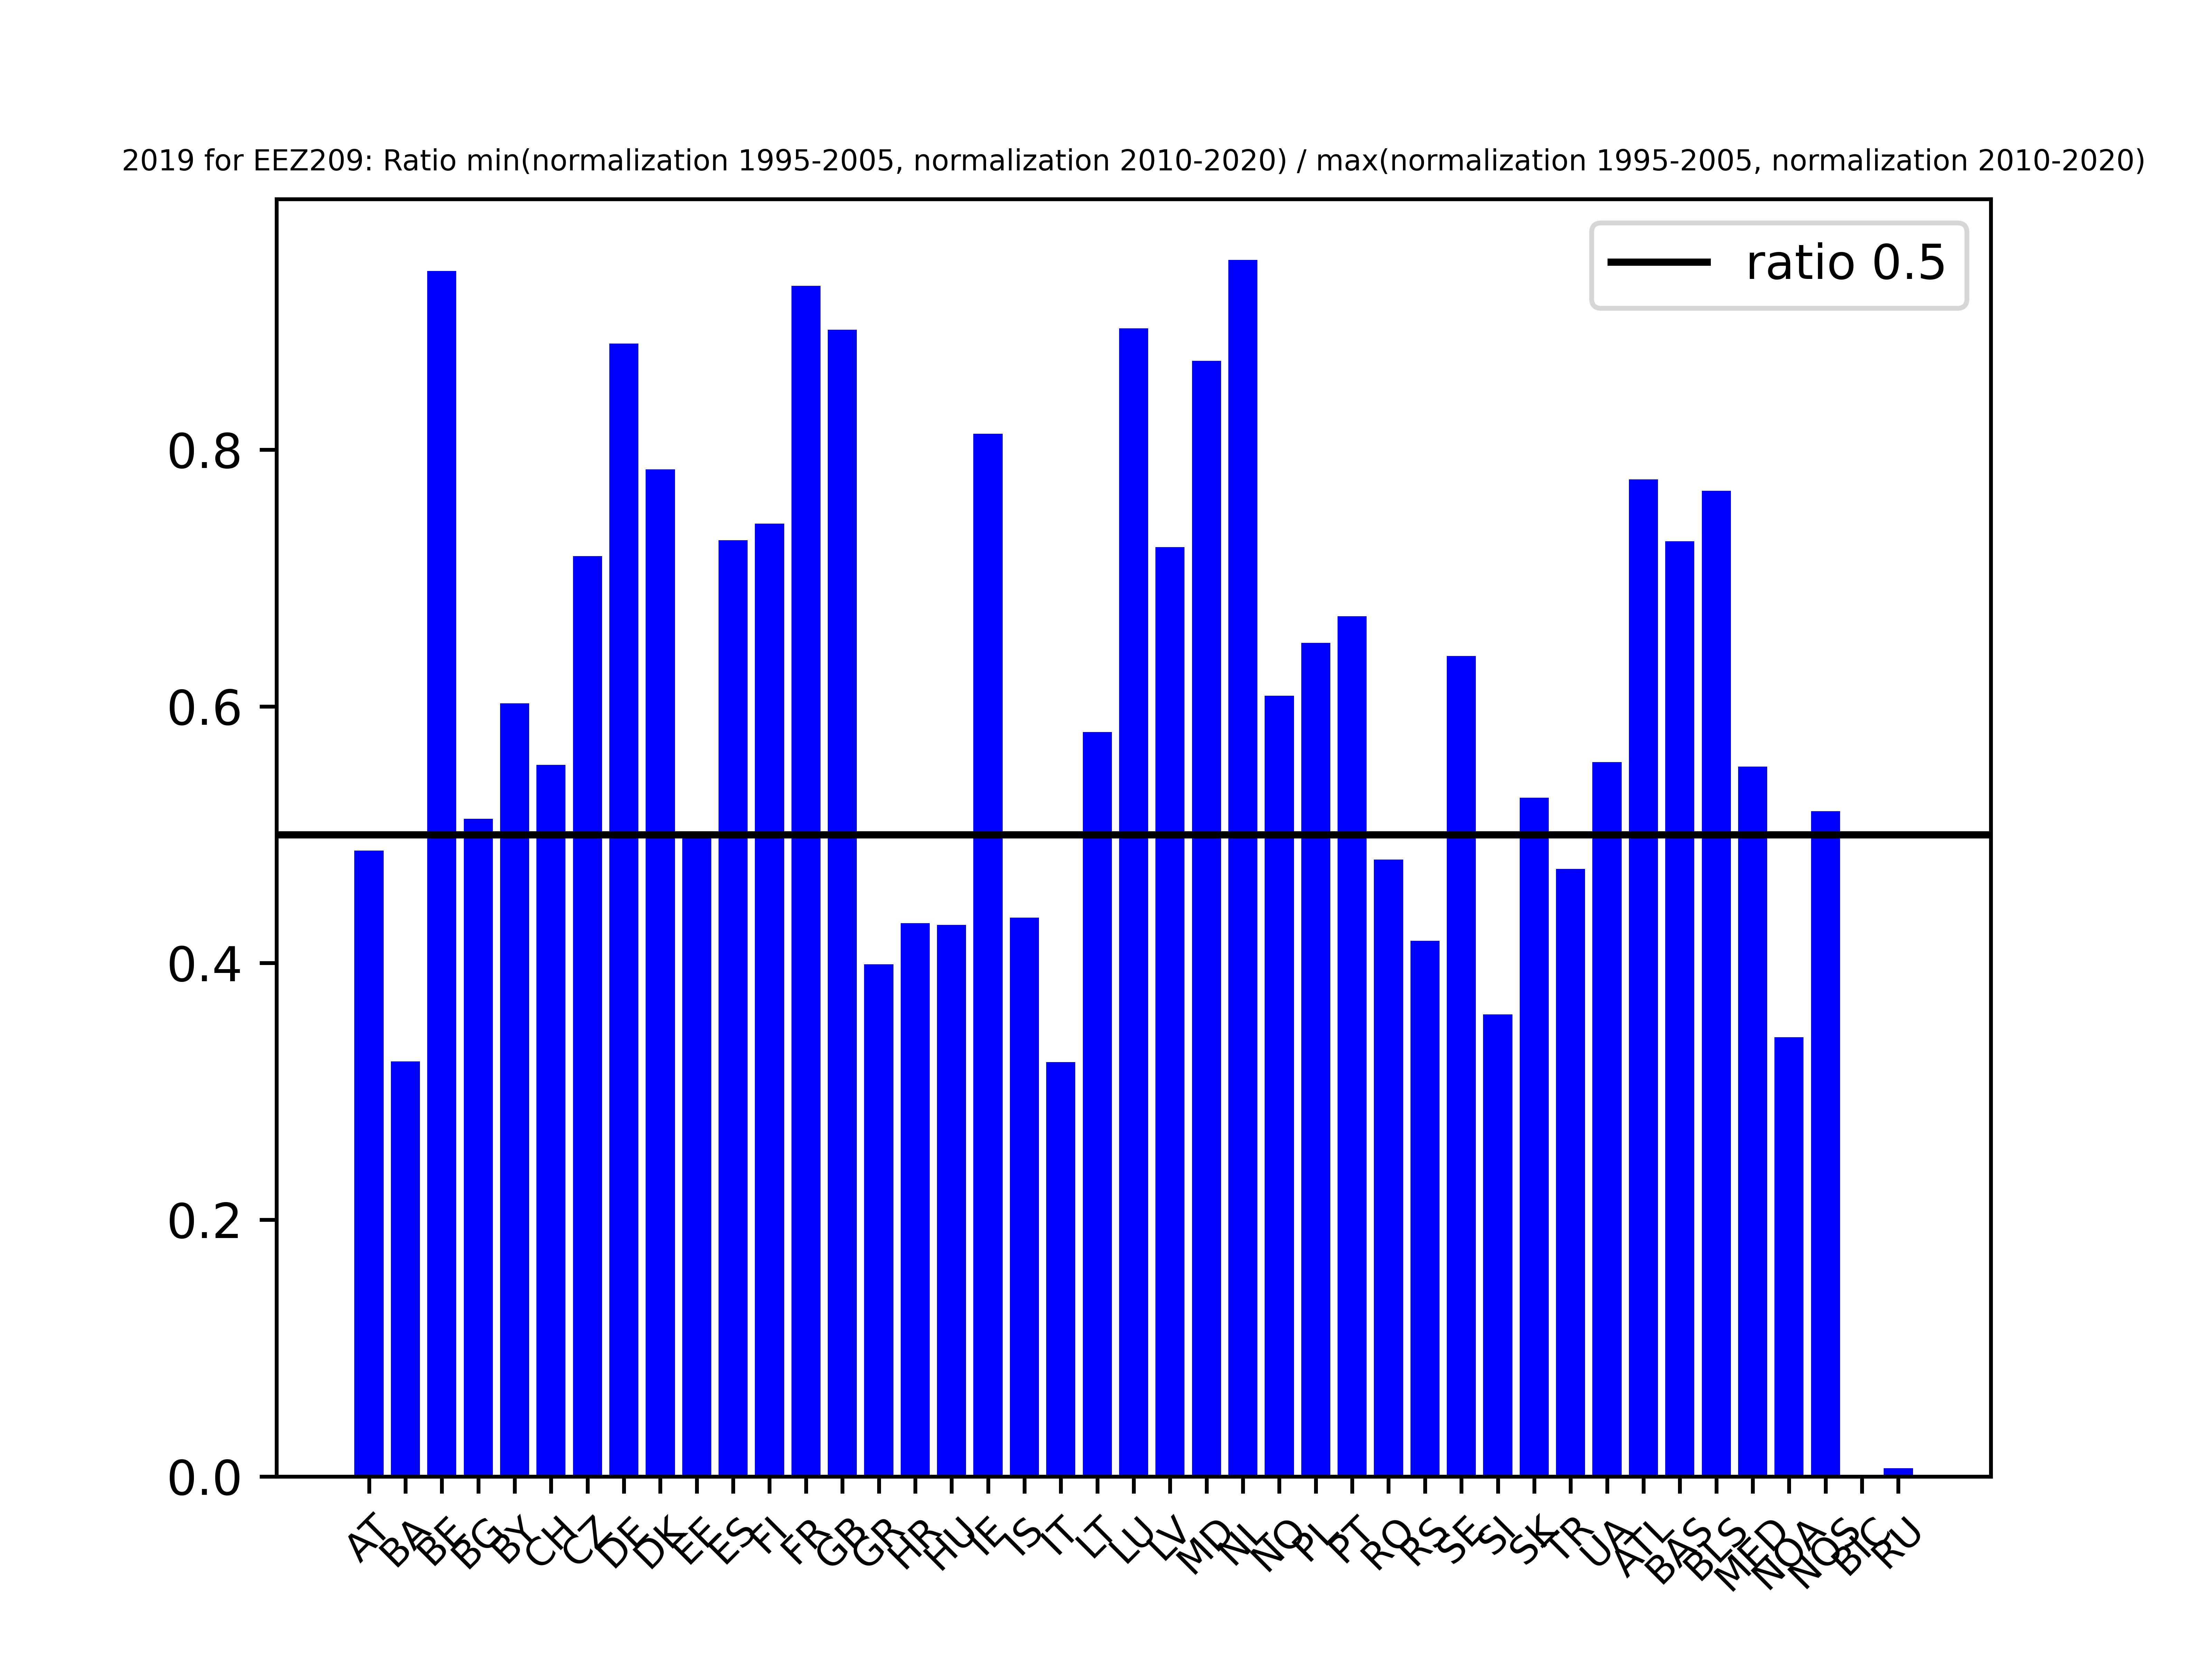 2019 for EEZ209: Ratio min(normalization 1995-2005, normalization 2010-2020) / max(normalization 1995-2005, normalization 2010-2020)
ratio 0.5
0.8
0.6
0.4
0.2
0.0
AT BA BE BG BY CH CZ DE DK EE ES FI FR GB GR HR HU IE IS IT LT LU LV MD NL NO PL PT RO RS SE SI SK TR UA ATL BAS BLS MED NOA NOS BIC RU